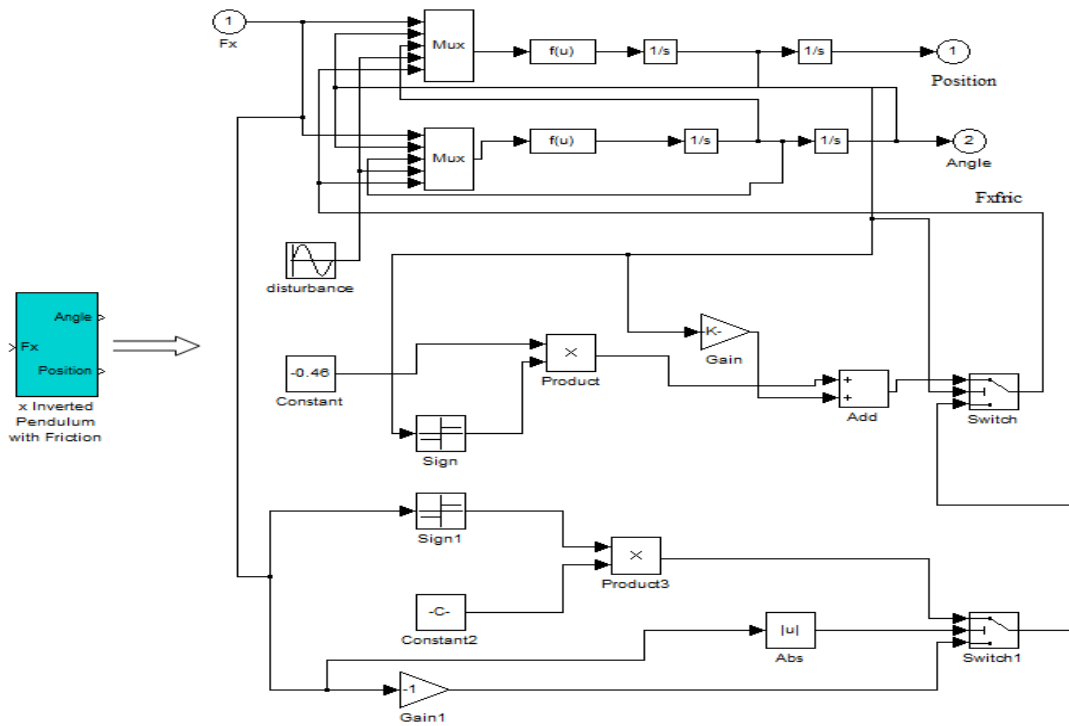 1
Fx
Mux
f(u)
1/s
1/s
1
Position
Mux
f(u)
1/s
1/s
2
Angle
Fxfric
disturbance
Angle
Fx
Position
x Inverted
Pendulum
with Friction
-0.46
Constant
×
Product
K-
Gain
+
+
Add
Switch
Sign
Sign1
×
Product3
-C-
Constant2
|u|
Abs
Switch1
-1
Gain1